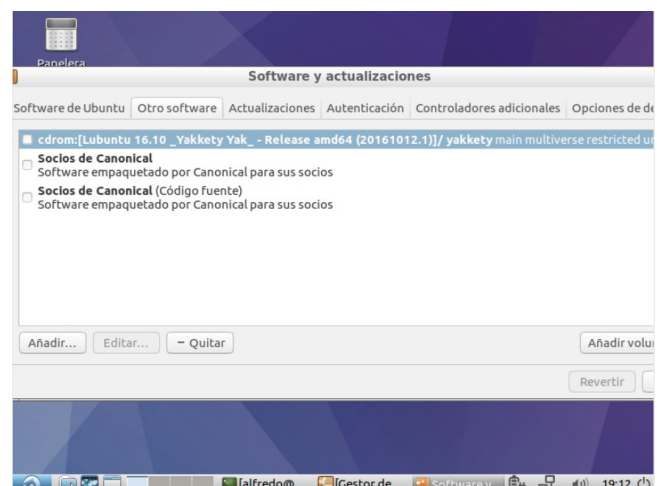 Papelera
Software y actualizaciones
Software de Ubuntu Otro software Actualizaciones Autenticación Controladores adicionales Opciones de de
cdrom:[Lubuntu 16.10 _Yakkety Yak_ - Release amd64 (20161012.1)]/ yakkety main multiverse restricted un
Socios de Canonical
Software empaquetado por Canonical para sus socios
Socios de Canonical (Código fuente)
Software empaquetado por Canonical para sus socios
Añadir... Editar... − Quitar Añadir volu
Revertir
[alfredo@ [Gestor de Software y 19:12